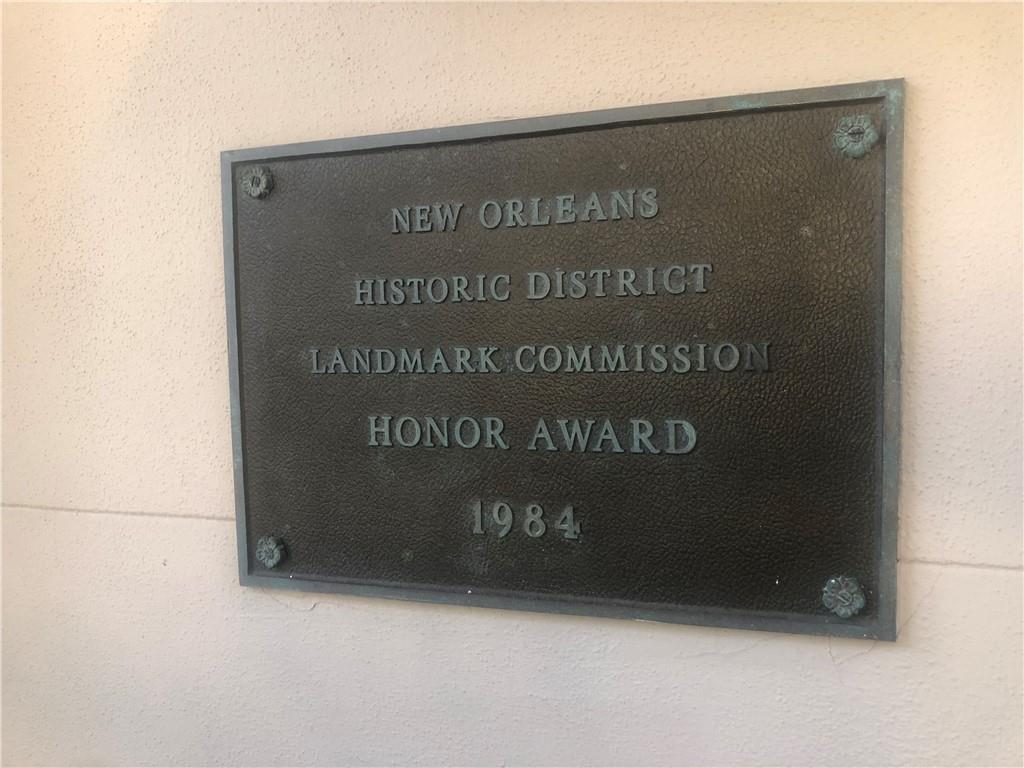 NEW ORLEANS
HISTORIC DISTRICT
LANDMARK COMMISSION
HONOR AWARD
1984